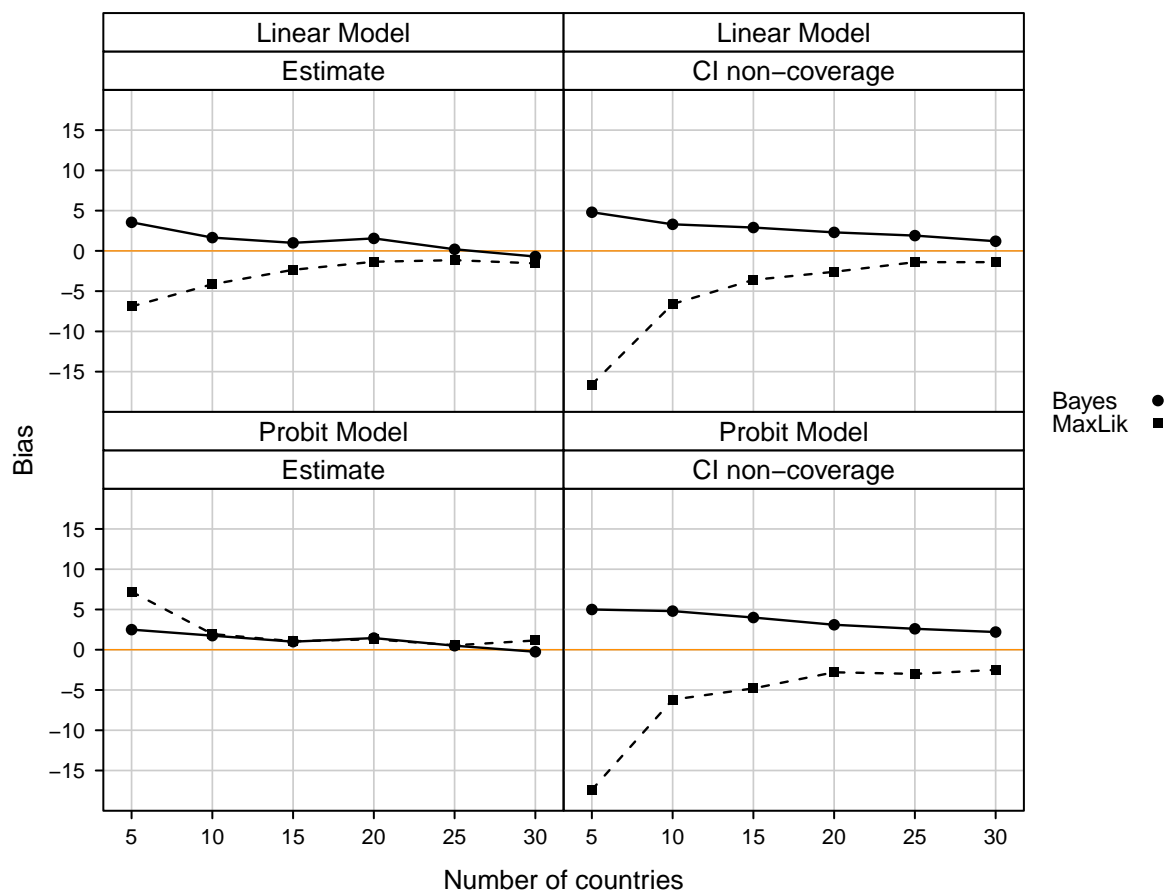 Linear Model
Linear Model
Estimate
CI non−coverage
15
10
5
0
−5
−10
−15
Probit Model
Probit Model
Estimate
CI non−coverage
15
10
5
0
−5
−10
−15
5 10 15 20 25 30
5 10 15 20 25 30
Number of countries
Bias
Bayes
MaxLik